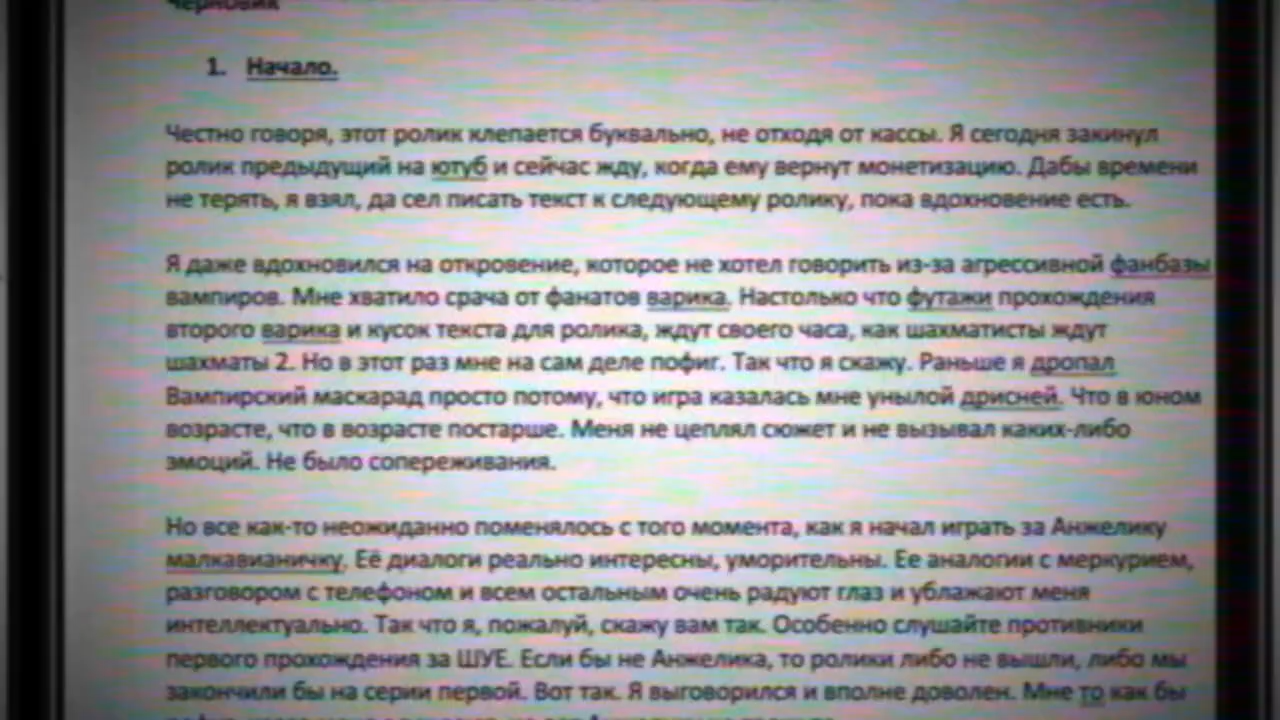 Черновик
1. Начало.
Честно говоря, этот ролик клепается буквально, не отходя от кассы. Я сегодня закинул
ролик предыдущий на ютуб и сейчас жду, когда ему вернут монетизацию. Дабы времени
не терять, я взял, да сел писать текст к следующему ролику, пока вдохновение есть.
Я даже вдохновился на откровение, которое не хотел говорить из-за агрессивной фанбазы
вампиров. Мне хватило срача от фанатов варика. Настолько что футажи прохождения
второго варика и кусок текста для ролика, ждут своего часа, как шахматисты ждут
шахматы 2. Но в этот раз мне на сам деле пофиг. Так что я скажу. Раньше я дропал
Вампирский маскарад просто потому, что игра казалась мне унылой дрисней. Что в юном
возрасте, что в возрасте постарше. Меня не цеплял сюжет и не вызывал каких-либо
эмоций. Не было сопереживания.
Но все как-то неожиданно поменялось с того момента, как я начал играть за Анжелику
малкавианичку. Её диалоги реально интересны, уморительны. Ее аналогии с меркурием,
разговором с телефоном и всем остальным очень радуют глаз и ублажают меня
интеллектуально. Так что я, пожалуй, скажу вам так. Особенно слушайте противники
первого прохождения за ШУЕ. Если бы не Анжелика, то ролики либо не вышли, либо мы
закончили бы на серии первой. Вот так. Я выговорился и вполне доволен. Мне то как бы